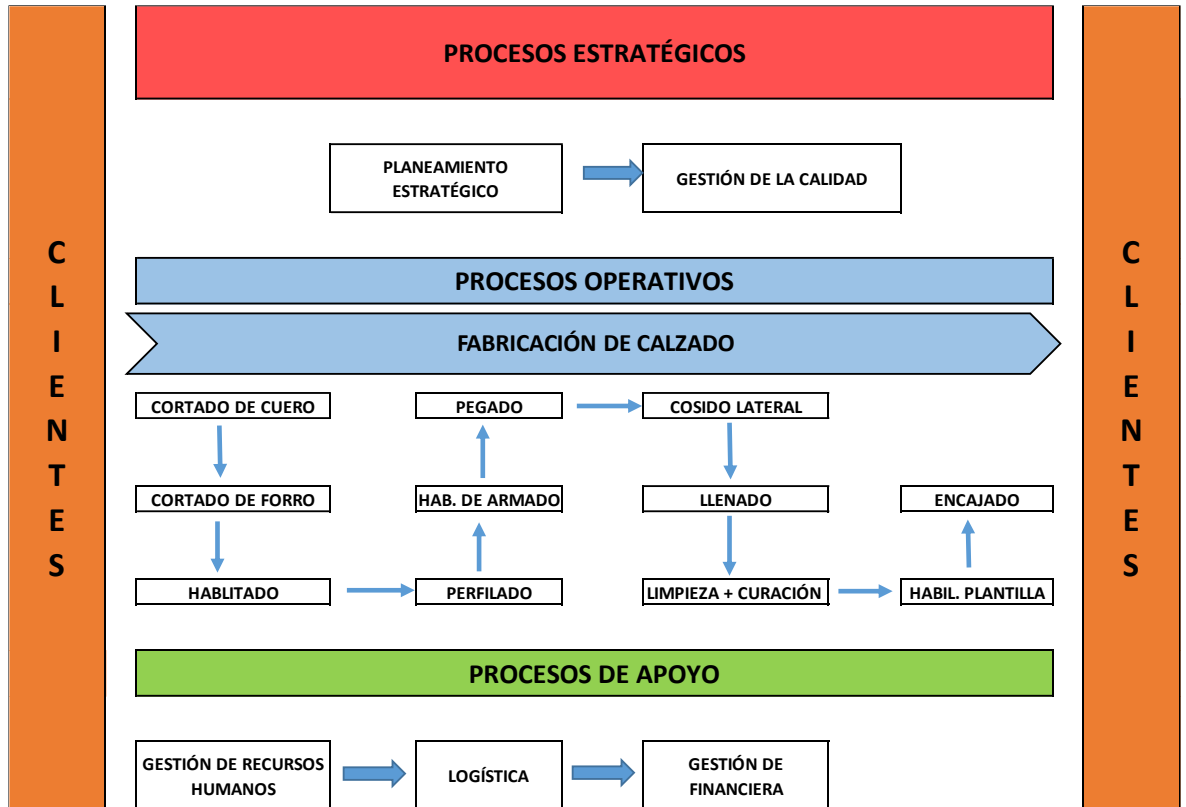 PROCESOS ESTRATÉGICOS
PLANEAMIENTO
ESTRATÉGICO
GESTIÓN DE LA CALIDAD
CLIENTES
PROCESOS OPERATIVOS
FABRICACIÓN DE CALZADO
CORTADO DE CUERO
PEGADO
COSIDO LATERAL
CORTADO DE FORRO
HAB. DE ARMADO
LLENADO
ENCAJADO
HABLITADO
PERFILADO
LIMPIEZA + CURACIÓN
HABIL. PLANTILLA
CLIENTES
PROCESOS DE APOYO
GESTIÓN DE RECURSOS
HUMANOS
LOGÍSTICA
GESTIÓN DE
FINANCIERA